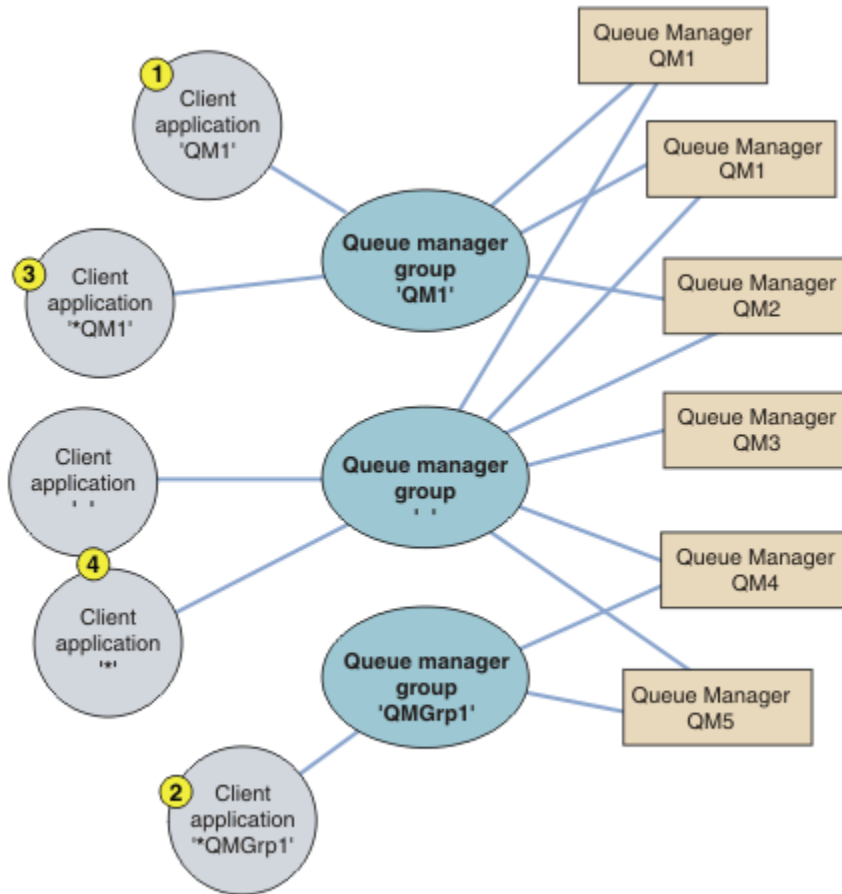 1
Client
application
'QM1'
3
Client
application
'*QM1'
Client
application
' '
4
Client
application
'*'
2
Client
application
'*QMGrp1'
Queue manager
group
'QM1'
Queue manager
group
' '
Queue manager
group
'QMGrp1'
Queue Manager
QM1
Queue Manager
QM1
Queue Manager
QM2
Queue Manager
QM3
Queue Manager
QM4
Queue Manager
QM5